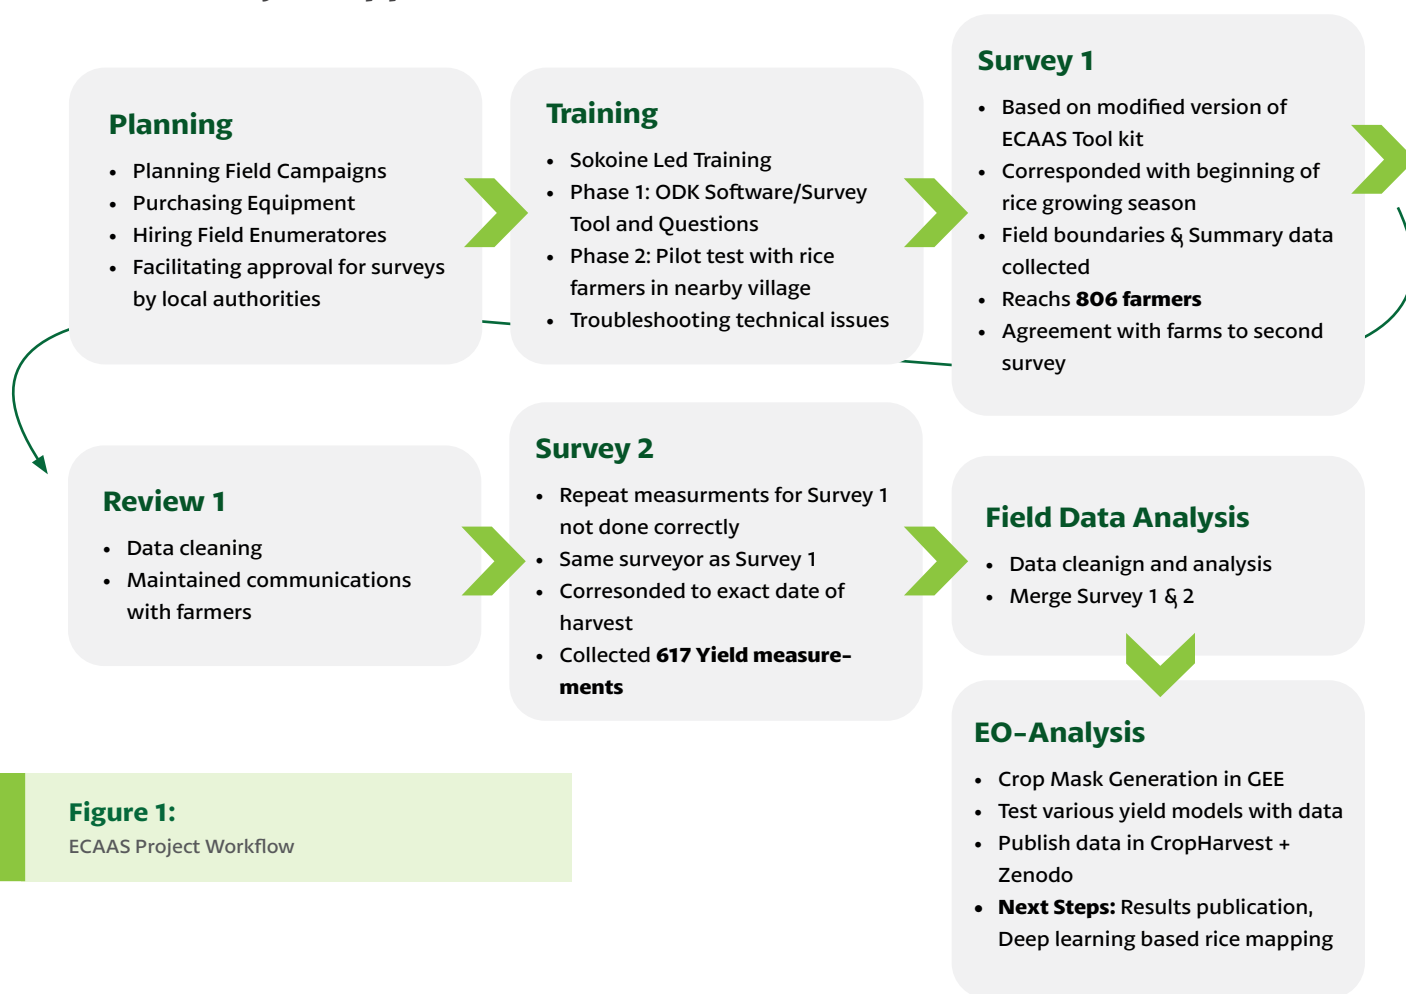 Planning
• Planning Field Campaigns
• Purchasing Equipment
• Hiring Field Enumeratores
• Facilitating approval for surveys
by local authorities
Training
• Sokoine Led Training
• Phase 1: ODK Software/Survey
Tool and Questions
• Phase 2: Pilot test with rice
farmers in nearby village
• Troubleshooting technical issues
Survey 1
• Based on modified version of
ECAAS Tool kit
• Corresponded with beginning of
rice growing season
• Field boundaries & Summary data
collected
• Reachs 806 farmers
• Agreement with farms to second
survey
Review 1
• Data cleaning
• Maintained communications
with farmers
Survey 2
• Repeat measurments for Survey 1
not done correctly
• Same surveyor as Survey 1
• Corresonded to exact date of
harvest
• Collected 617 Yield measure-
ments
Field Data Analysis
• Data cleanign and analysis
• Merge Survey 1 & 2
EO-Analysis
• Crop Mask Generation in GEE
• Test various yield models with data
• Publish data in CropHarvest +
Zenodo
• Next Steps: Results publication,
Deep learning based rice mapping
Figure 1:
ECAAS Project Workflow